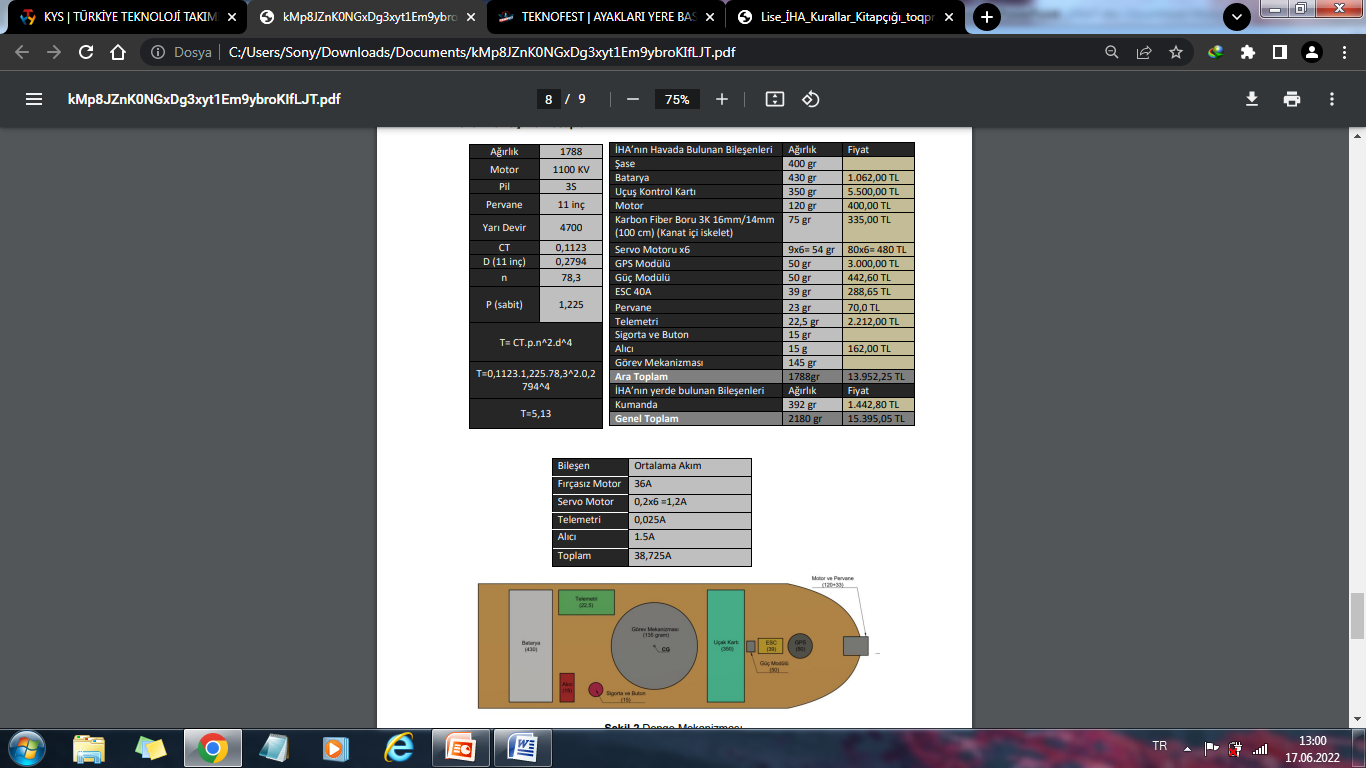 KYS | TÜRKİYE TEKNOLOJİ TAKIMI
kMp8JZnK0NGxDg3xyt1Em9ybro
TEKNOFEST | AYAKLARI YERE BAS
Lise_İHA_Kurallar_Kitapçığı_toqpr
Dosya | C:/Users/Sony/Downloads/Documents/kMp8JZnK0NGxDg3xyt1Em9ybroKIfLJT.pdf
kMp8JZnK0NGxDg3xyt1Em9ybroKIfLJT.pdf
8 / 9
75%
Ağırlık 1788
Motor 1100 KV
Pil 3S
Pervane 11 inç
Yarı Devir 4700
CT 0,1123
D (11 inç) 0,2794
n 78,3
P (sabit) 1,225
T= CT.p.n^2.d^4
T=0,1123.1,225.78,3^2.0,2
794^4
T=5,13
İHA'nın Havada Bulunan Bileşenleri Ağırlık Fiyat
Şase 400 gr
Batarya 430 gr 1.062,00 TL
Uçuş Kontrol Kartı 350 gr 5.500,00 TL
Motor 120 gr 400,00 TL
Karbon Fiber Boru 3K 16mm/14mm 75 gr 335,00 TL
(100 cm) (Kanat içi iskelet)
Servo Motoru x6 9x6= 54 gr 80x6= 480 TL
GPS Modülü 50 gr 3.000,00 TL
Güç Modülü 50 gr 442,60 TL
ESC 40A 39 gr 288,65 TL
Pervane 23 gr 70,0 TL
Telemetri 22,5 gr 2.212,00 TL
Sigorta ve Buton 15 gr
Alıcı 15 g 162,00 TL
Görev Mekanizması 145 gr
Ara Toplam 1788gr 13.952,25 TL
İHA'nın yerde bulunan Bileşenleri Ağırlık Fiyat
Kumanda 392 gr 1.442,80 TL
Genel Toplam 2180 gr 15.395,05 TL
Bileşen Ortalama Akım
Fırçasız Motor 36A
Servo Motor 0,2x6 =1,2A
Telemetri 0,025A
Alıcı 1.5A
Toplam 38,725A
Motor ve Pervane
(120+33)
Telemetri
(22,5)
Batarya
(430)
Görev Mekanizması
(135 gram)
CG
Uçak Kartı
(350)
ESC
(39)
GPS
(50)
Güç Modülü
(50)
Sigorta ve Buton
(15)
Şekil 2 Denge Mekanizması
TR
13:00
17.06.2022